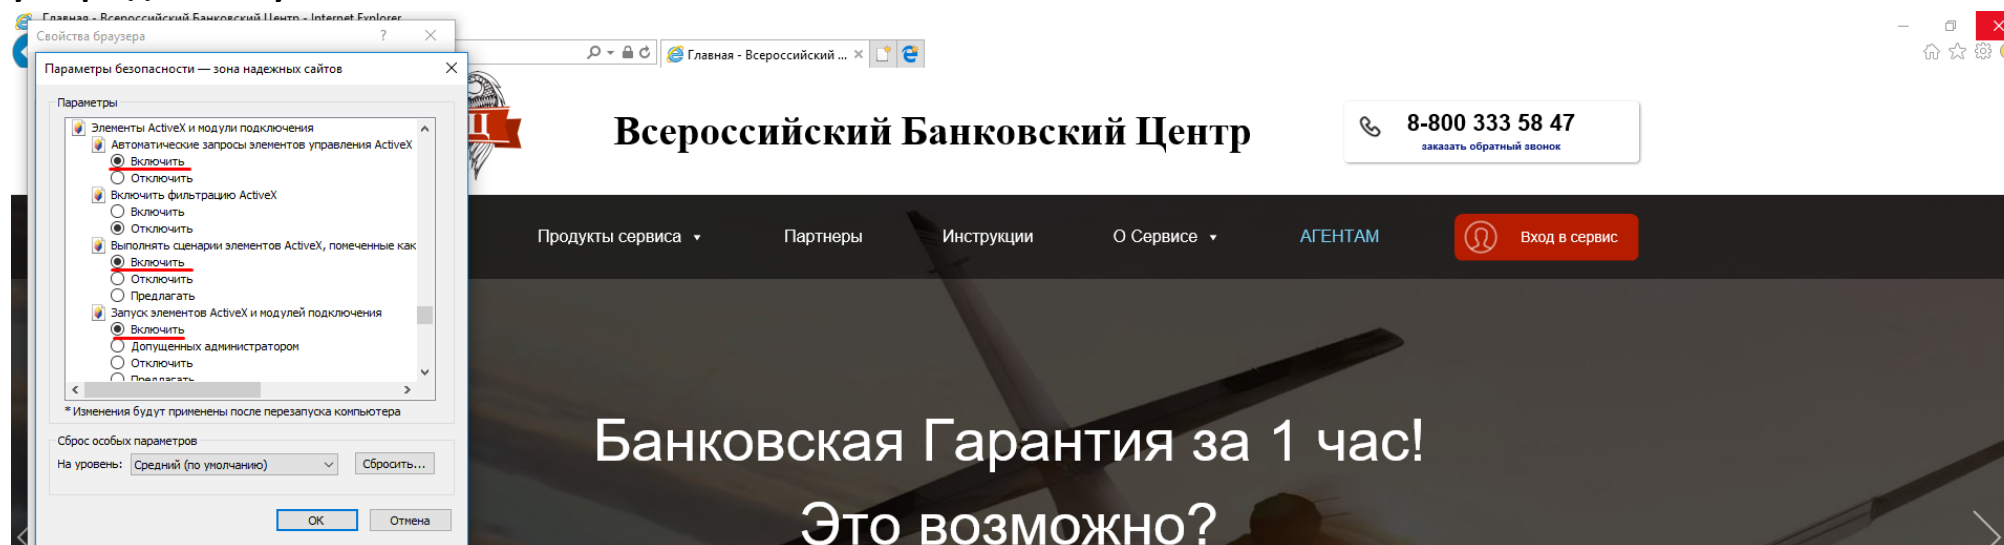 Главная - Всероссийский Банковский Центр - Internet Explorer
Свойства браузера
Главная - Всероссийский ...
Параметры безопасности — зона надежных сайтов
Параметры
Элементы ActiveX и модули подключения
Автоматические запросы элементов управления ActiveX
Включить
Отключить
Включить фильтрацию ActiveX
Включить
Отключить
Выполнять сценарии элементов ActiveX, помеченные как
Включить
Отключить
Предлагать
Запуск элементов ActiveX и модулей подключения
Включить
Допущенных администратором
Отключить
Предлагать
* Изменения будут применены после перезапуска компьютера
Сброс особых параметров
На уровень: Средний (по умолчанию) Сбросить...
OK Отмена
Ц
Всероссийский Банковский Центр
8-800 333 58 47
заказать обратный звонок
Продукты сервиса Партнеры Инструкции О Сервисе АГЕНТАМ Вход в сервис
Банковская Гарантия за 1 час!
Это возможно?